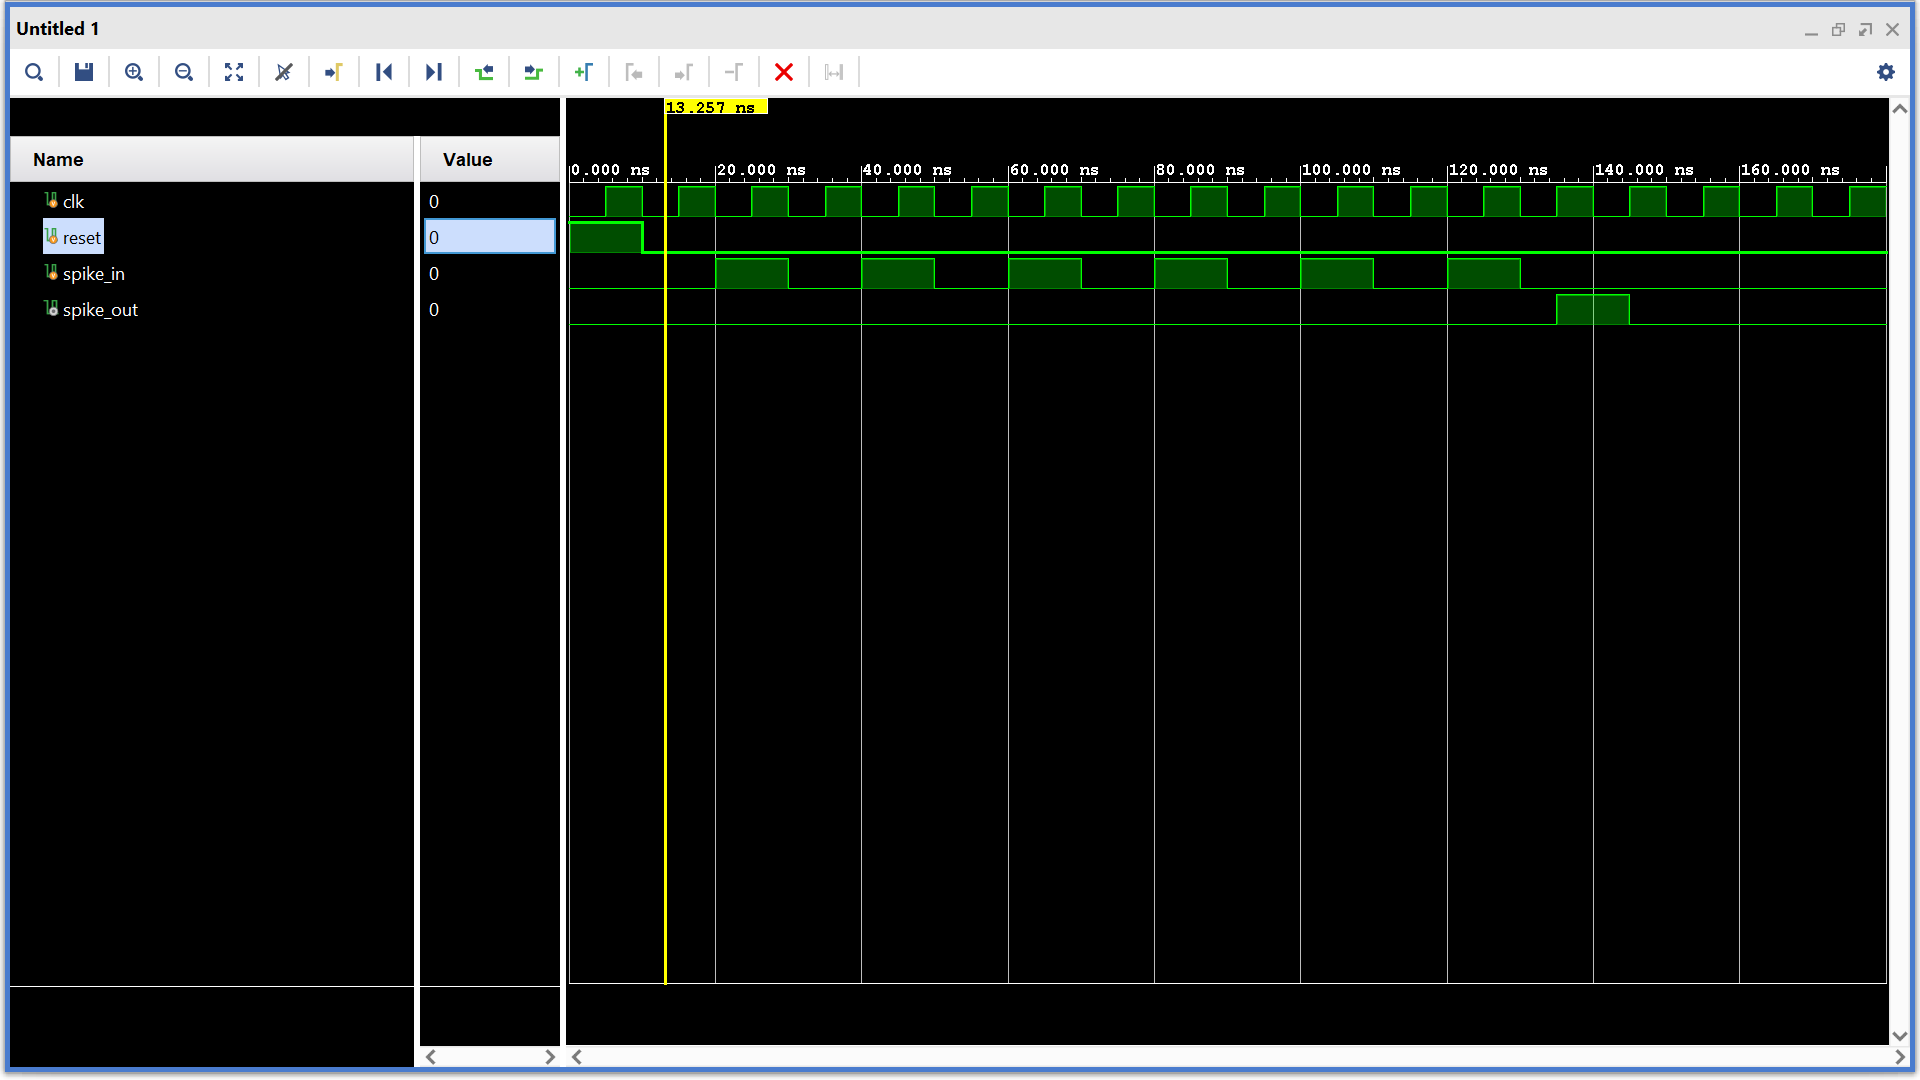 Untitled 1
13.257 ns
Name Value
0.000 ns 20.000 ns 40.000 ns 60.000 ns 80.000 ns 100.000 ns 120.000 ns 140.000 ns 160.000 ns
clk 0
reset 0
spike_in 0
spike_out 0